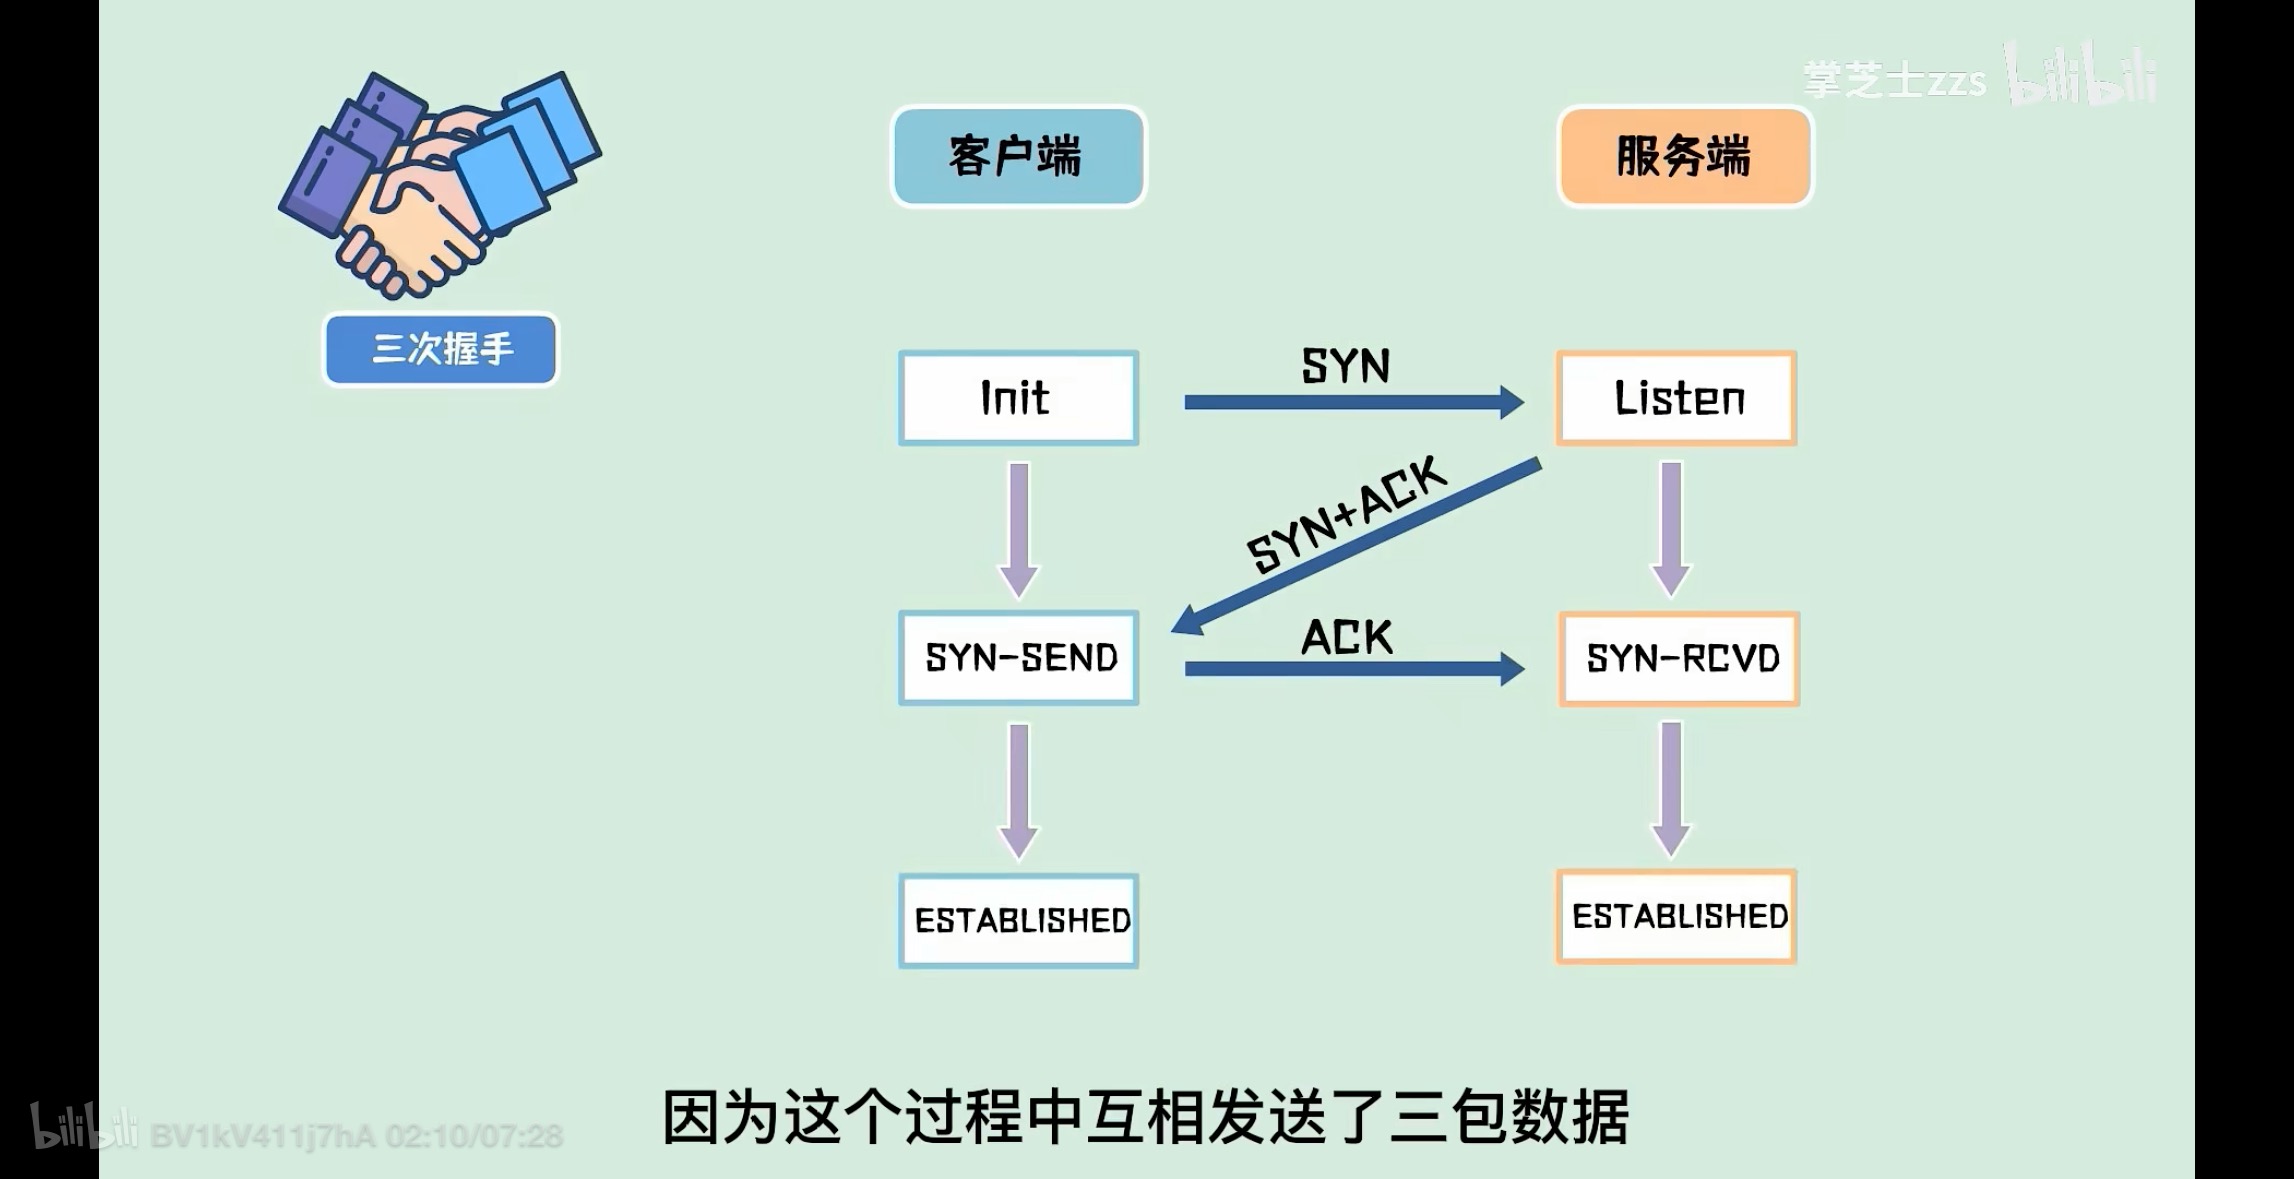 掌芝士zzs bilibili
客户端
服务端
三次握手
Init
SYN
Listen
SYN+ACK
SYN-SEND
ACK
SYN-RCVD
ESTABLISHED
ESTABLISHED
因为这个过程中互相发送了三包数据
bilibili BV1kV411j7hA 02:10/07:28